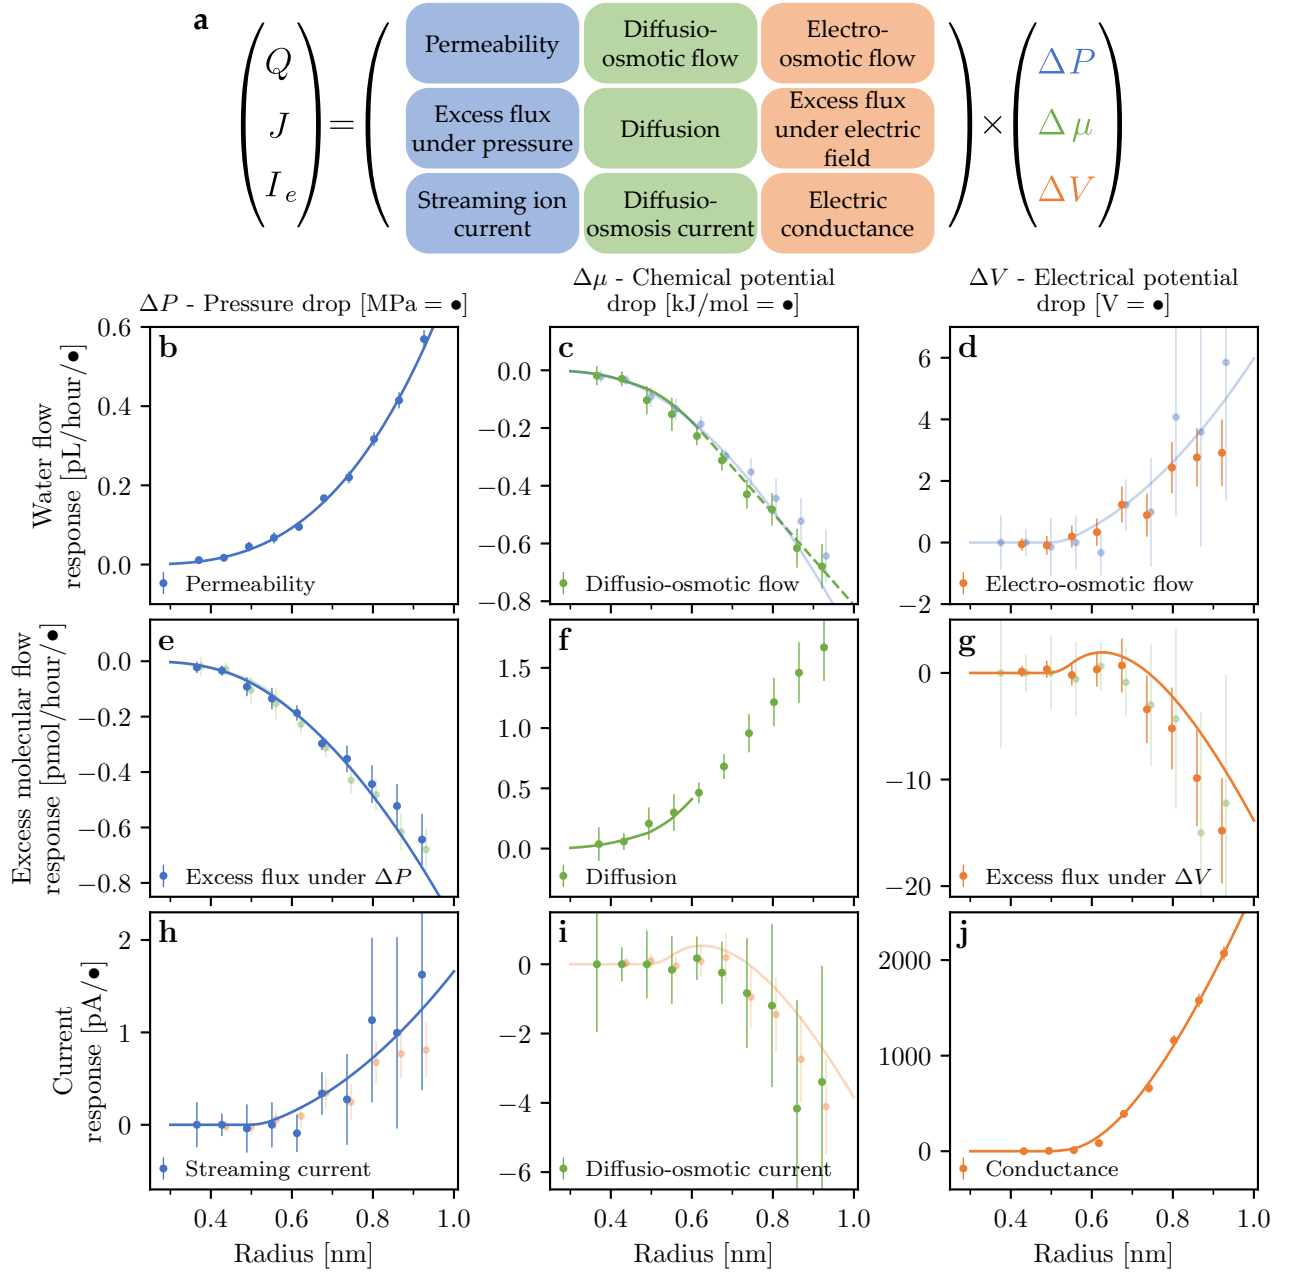 a
Q
J
I_e
=
Permeability
Diffusio-
osmotic flow
Electro-
osmotic flow
Excess flux
under pressure
Diffusion
Excess flux
under electric
field
Streaming ion
current
Diffusio-
osmosis current
Electric
conductance
×
ΔP
Δμ
ΔV
ΔP - Pressure drop [MPa = •]
Δμ - Chemical potential
drop [kJ/mol = •]
ΔV - Electrical potential
drop [V = •]
Water flow
response [pL/hour/•]
b
0.6
0.4
0.2
0.0
Permeability
c
0.0
−0.2
−0.4
−0.6
−0.8
Diffusio-osmotic flow
d
6
4
2
0
−2
Electro-osmotic flow
Excess molecular flow
response [pmol/hour/•]
e
0.0
−0.2
−0.4
−0.6
−0.8
Excess flux under ΔP
f
1.5
1.0
0.5
0.0
Diffusion
g
0
−10
−20
Excess flux under ΔV
Current
response [pA/•]
h
2
1
0
Streaming current
i
0
−2
−4
−6
Diffusio-osmotic current
j
2000
1000
0
Conductance
0.4 0.6 0.8 1.0
Radius [nm]
0.4 0.6 0.8 1.0
Radius [nm]
0.4 0.6 0.8 1.0
Radius [nm]